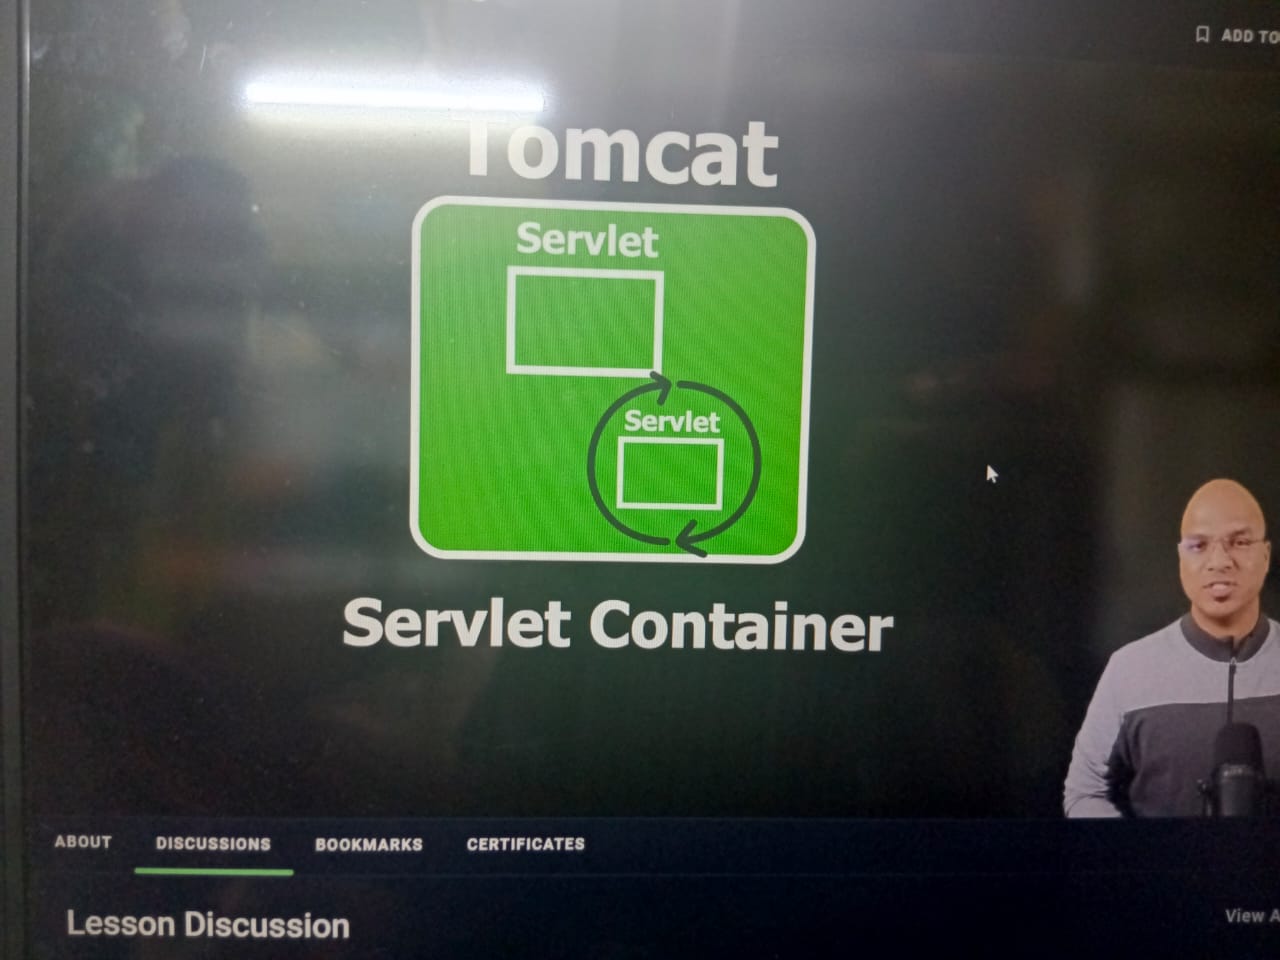 ADD TO
Tomcat
Servlet
Servlet
Servlet Container
ABOUT DISCUSSIONS BOOKMARKS CERTIFICATES
Lesson Discussion
View A